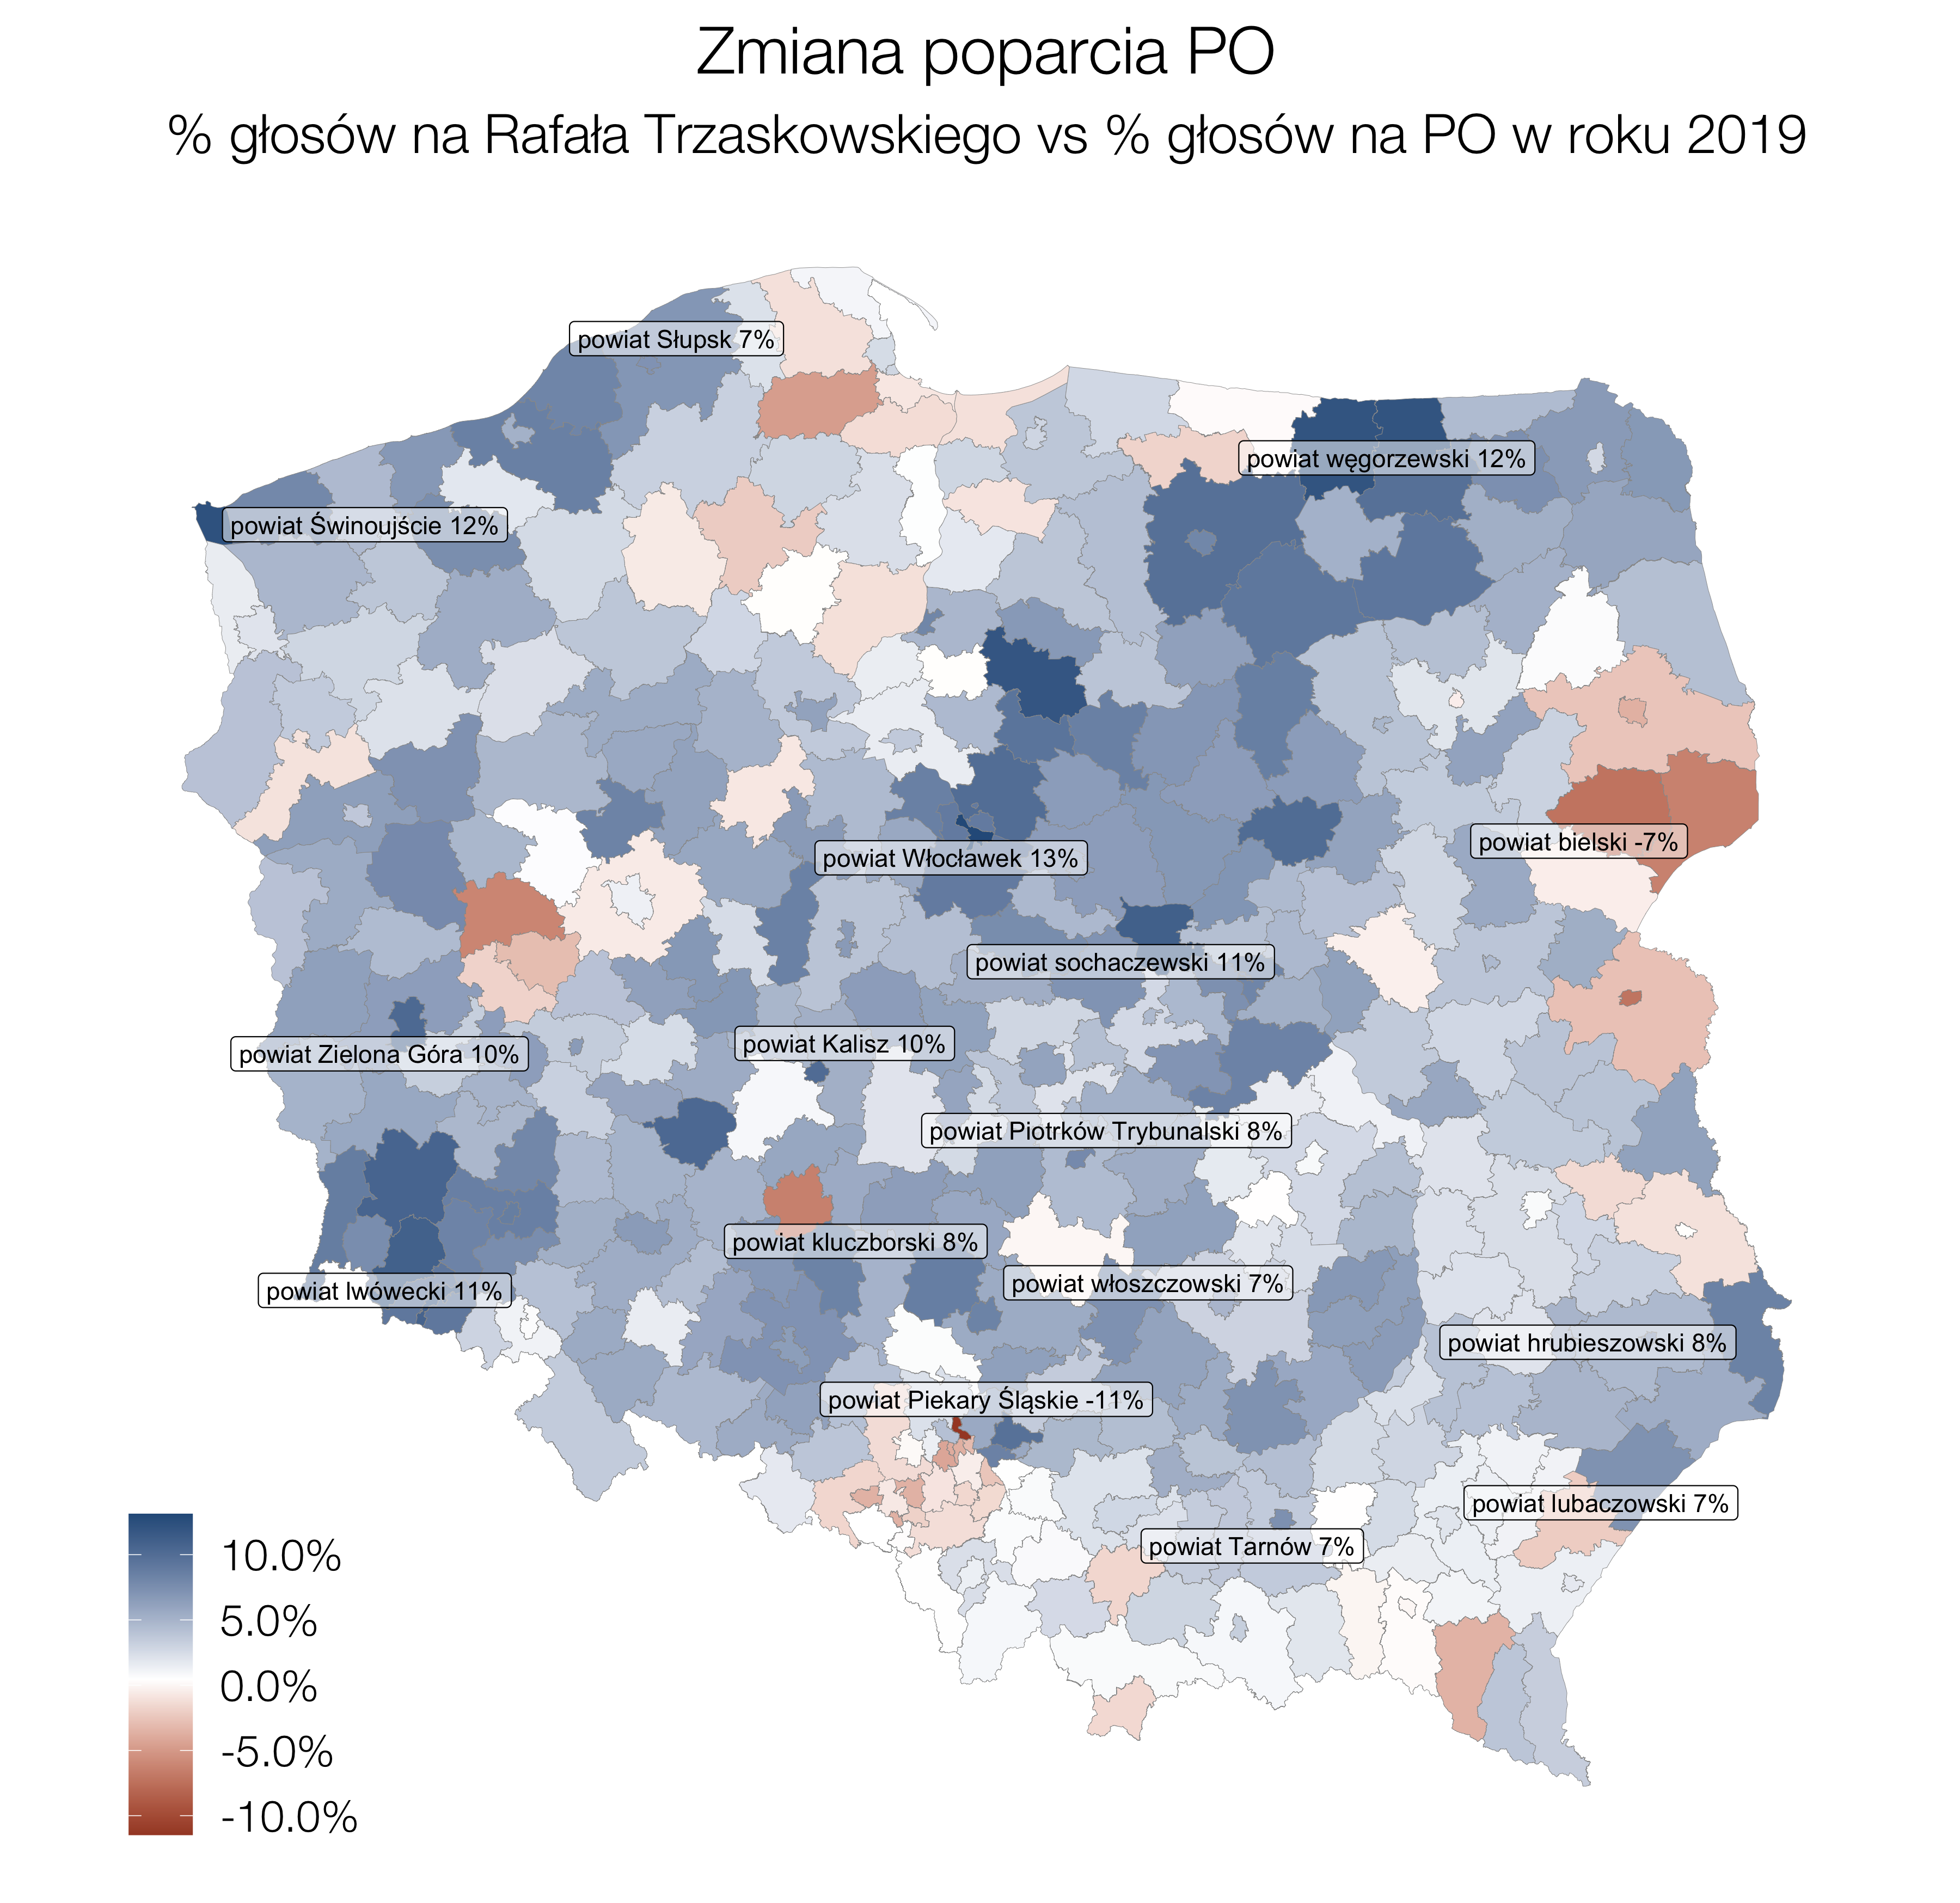 Zmiana poparcia PO
% głosów na Rafała Trzaskowskiego vs % głosów na PO w roku 2019
powiat Słupsk 7%
powiat węgorzewski 12%
powiat Świnoujście 12%
powiat bielski -7%
powiat Włocławek 13%
powiat sochaczewski 11%
powiat Kalisz 10%
powiat Zielona Góra 10%
powiat Piotrków Trybunalski 8%
powiat kluczborski 8%
powiat włoszczowski 7%
powiat lwówecki 11%
powiat hrubieszowski 8%
powiat Piekary Śląskie -11%
powiat lubaczowski 7%
powiat Tarnów 7%
10.0%
5.0%
0.0%
-5.0%
-10.0%